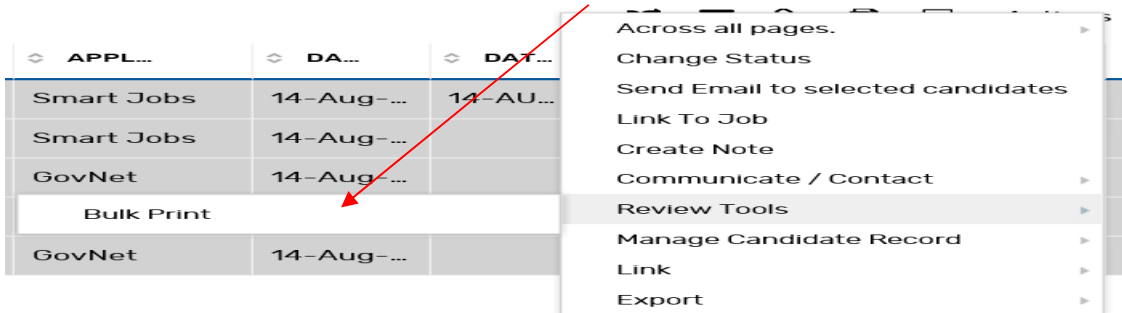 Across all pages.
APPL... DA... DAT...
Change Status
Smart Jobs 14-Aug-... 14-AU...
Send Email to selected candidates
Link To Job
Smart Jobs 14-Aug-...
Create Note
GovNet 14-Aug-...
Communicate / Contact
Bulk Print
Review Tools
Manage Candidate Record
GovNet 14-Aug-...
Link
Export